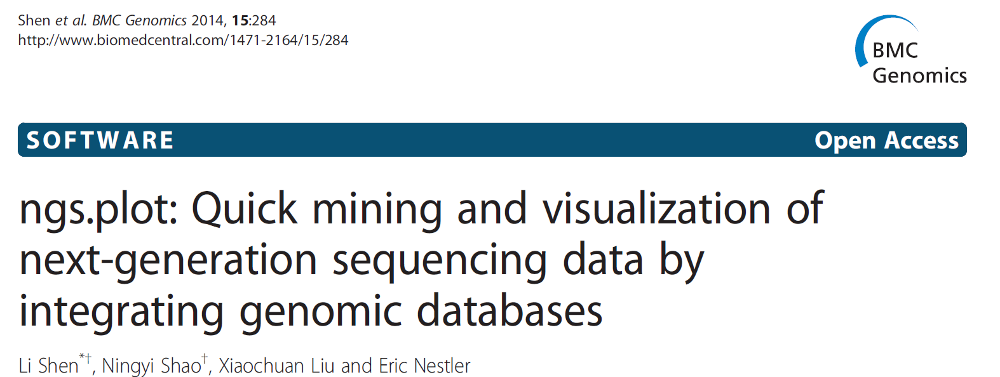 Shen et al. BMC Genomics 2014, 15:284
http://www.biomedcentral.com/1471-2164/15/284
BMC
Genomics
SOFTWARE
Open Access
ngs.plot: Quick mining and visualization of
next-generation sequencing data by
integrating genomic databases
Li Shen*†, Ningyi Shao†, Xiaochuan Liu and Eric Nestler